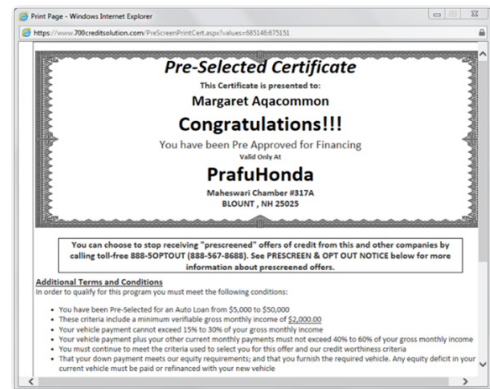 Print Page - Windows Internet Explorer
https://www.700creditsolution.com/PreScreenPrintCert.aspx?values=685146:675151
Pre-Selected Certificate
This Certificate is presented to:
Margaret Aqacommon
Congratulations!!!
You have been Pre Approved for Financing
Valid Only At
PrafuHonda
Maheswari Chamber #317A
BLOUNT , NH 25025
You can choose to stop receiving "prescreened" offers of credit from this and other companies by
calling toll-free 888-5OPTOUT (888-567-8688). See PRESCREEN & OPT OUT NOTICE below for more
information about prescreened offers.
Additional Terms and Conditions
In order to qualify for this program you must meet the following conditions:
• You have been Pre-Selected for an Auto Loan from $5,000 to $50,000
• These criteria include a minimum verifiable gross monthly income of $2,000.00
• Your vehicle payment cannot exceed 15% to 30% of your gross monthly income
• Your vehicle payment plus your other current monthly payments must not exceed 40% to 60% of your gross monthly income
• You must continue to meet the criteria used to select you for this offer and our credit worthiness criteria
• That your down payment meets our equity requirements; and that you furnish the required vehicle. Any equity deficit in your
current vehicle must be paid or refinanced with your new vehicle